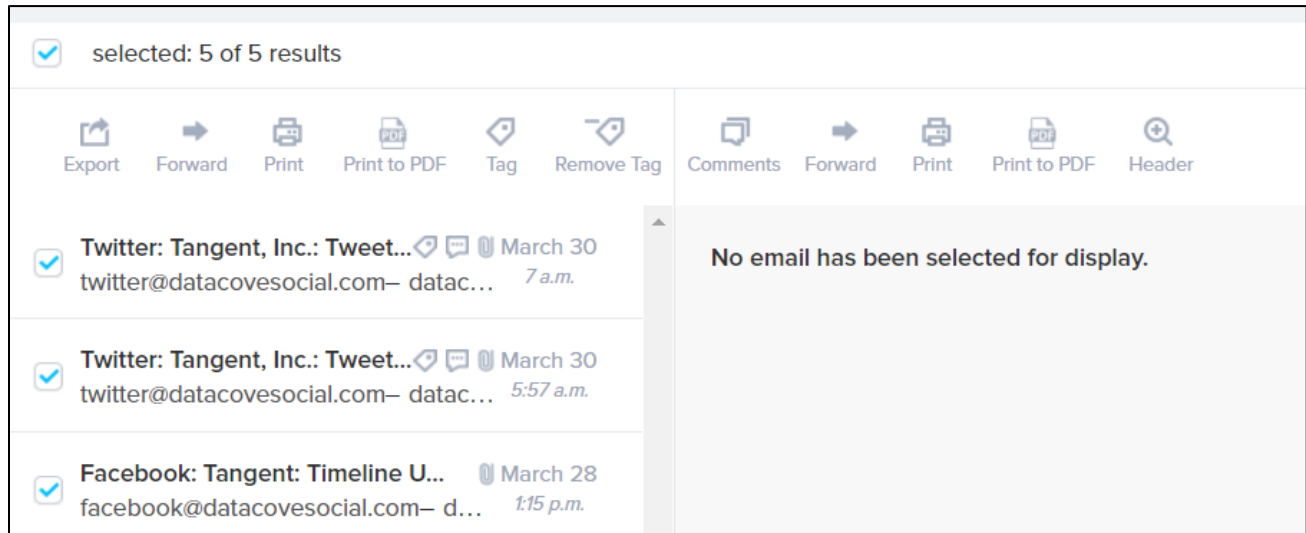 selected: 5 of 5 results
Export Forward Print Print to PDF Tag Remove Tag
Comments Forward Print Print to PDF Header
Twitter: Tangent, Inc.: Tweet... March 30
twitter@datacovesocial.com– datac... 7 a.m.
Twitter: Tangent, Inc.: Tweet... March 30
twitter@datacovesocial.com– datac... 5:57 a.m.
Facebook: Tangent: Timeline U... March 28
facebook@datacovesocial.com– d... 1:15 p.m.
No email has been selected for display.